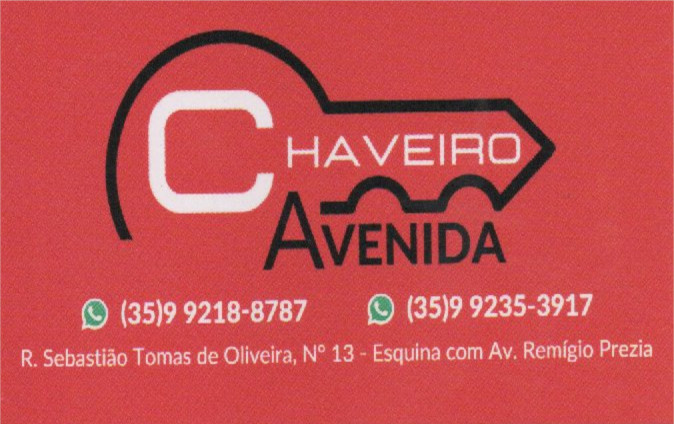 CHAVEIRO
AVENIDA
(35)9 9218-8787
(35)9 9235-3917
R. Sebastião Tomas de Oliveira, N° 13 - Esquina com Av. Remígio Prezia